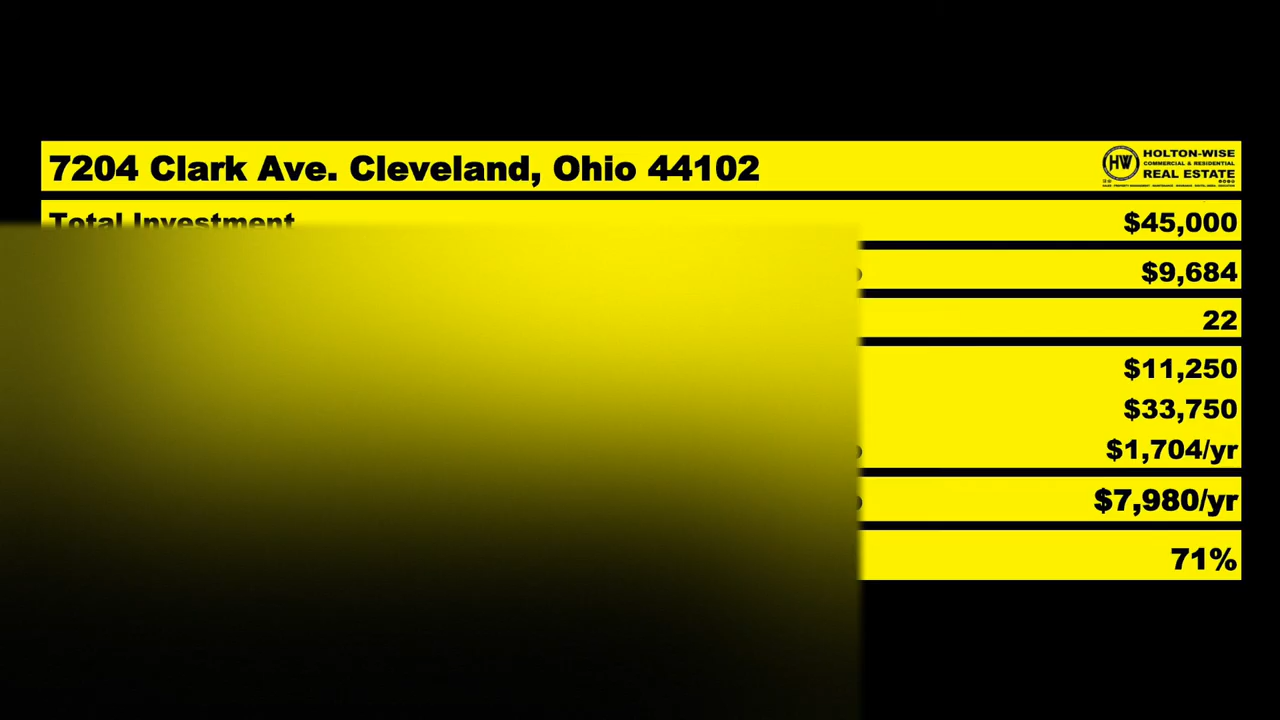 7204 Clark Ave. Cleveland, Ohio 44102
HW
HOLTON-WISE
COMMERCIAL & RESIDENTIAL
REAL ESTATE
Total Investment $45,000
$9,684
22
$11,250
$33,750
$1,704/yr
$7,980/yr
71%